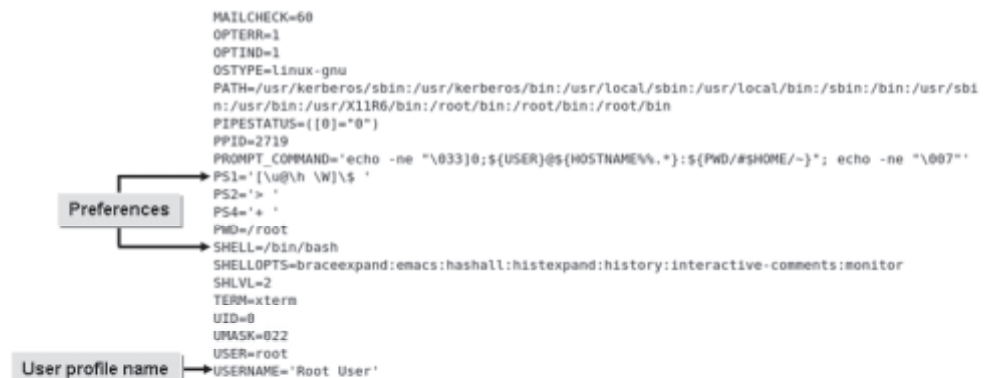 MAILCHECK=60
OPTERR=1
OPTIND=1
OSTYPE=linux-gnu
PATH=/usr/kerberos/sbin:/usr/kerberos/bin:/usr/local/sbin:/usr/local/bin:/sbin:/bin:/usr/sbi
n:/usr/bin:/usr/X11R6/bin:/root/bin:/root/bin:/root/bin
PIPESTATUS=([0]="0")
PPID=2719
PROMPT_COMMAND='echo -ne "\033]0;${USER}@${HOSTNAME%%.*}:${PWD/#$HOME/~}"; echo -ne "\007"'
PS1='[\u@\h \W]\$ '
PS2='> '
Preferences
PS4='+ '
PWD=/root
SHELL=/bin/bash
SHELLOPTS=braceexpand:emacs:hashall:histexpand:history:interactive-comments:monitor
SHLVL=2
TERM=xterm
UID=0
UMASK=022
USER=root
User profile name
USERNAME='Root User'